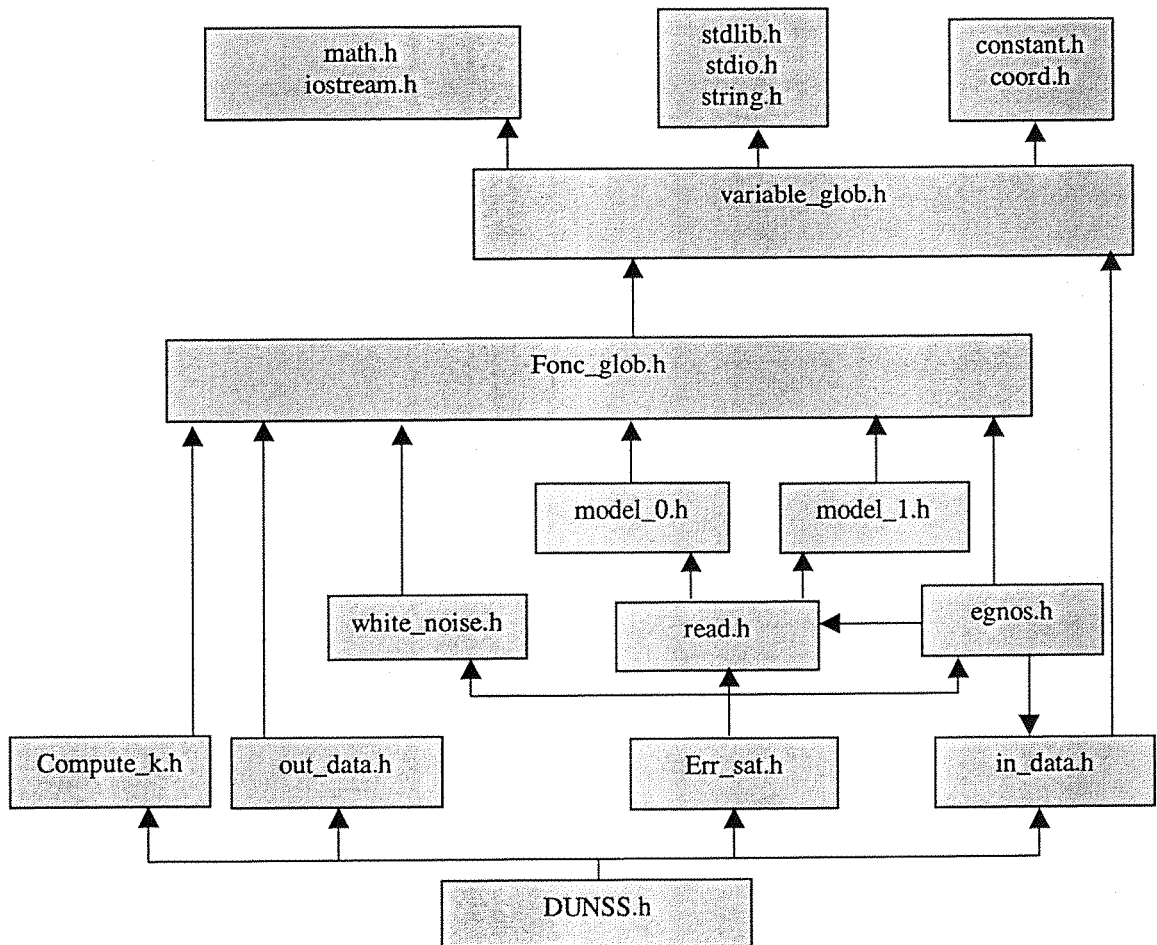 math.h
iostream.h
stdlib.h
stdio.h
string.h
constant.h
coord.h
variable_glob.h
Fonc_glob.h
model_0.h
model_1.h
white_noise.h
read.h
egnos.h
Compute_k.h
out_data.h
Err_sat.h
in_data.h
DUNSS.h